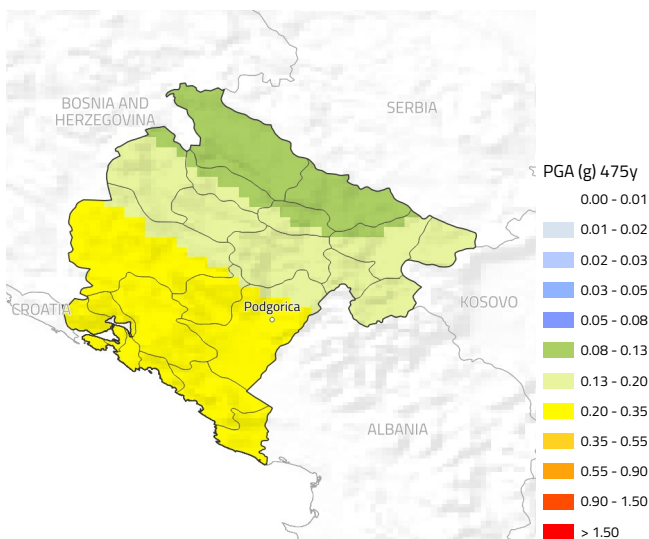 BOSNIA AND
HERZEGOVINA
SERBIA
CROATIA
Podgorica
KOSOVO
ALBANIA
PGA (g) 475y
0.00 - 0.01
0.01 - 0.02
0.02 - 0.03
0.03 - 0.05
0.05 - 0.08
0.08 - 0.13
0.13 - 0.20
0.20 - 0.35
0.35 - 0.55
0.55 - 0.90
0.90 - 1.50
> 1.50